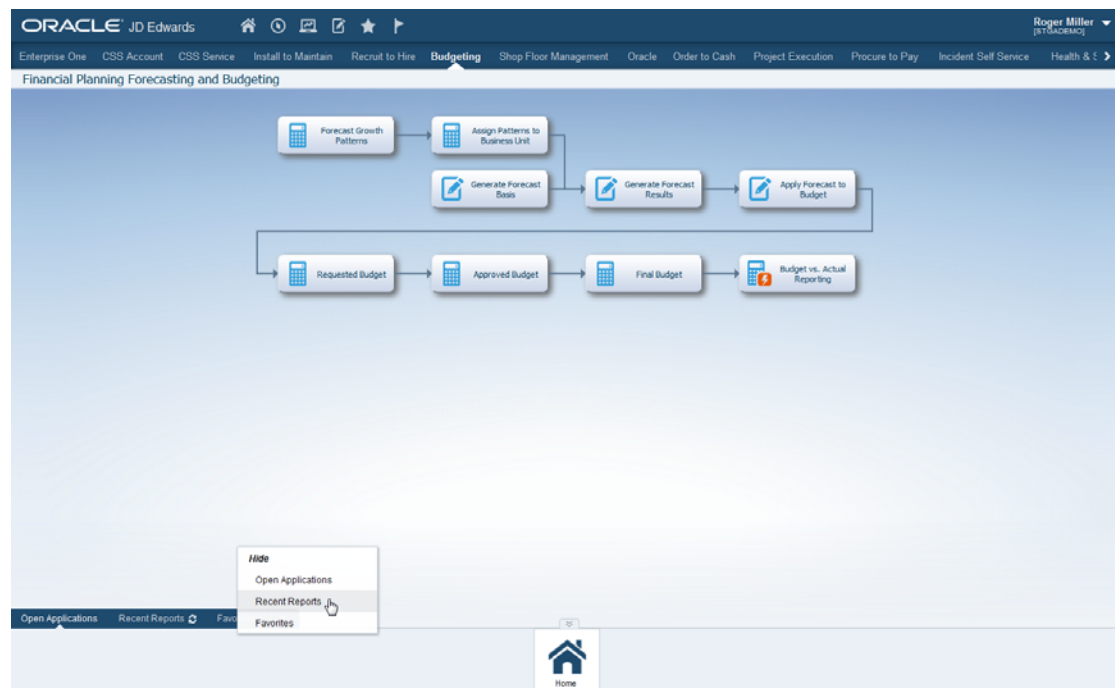 ORACLE JD Edwards
Roger Miller
[STGADEMO]
Enterprise One CSS Account CSS Service Install to Maintain Recruit to Hire Budgeting Shop Floor Management Oracle Order to Cash Project Execution Procure to Pay Incident Self Service Health & S
Financial Planning Forecasting and Budgeting
Forecast Growth
Patterns
Assign Patterns to
Business Unit
Generate Forecast
Basis
Generate Forecast
Results
Apply Forecast to
Budget
Requested Budget
Approved Budget
Final Budget
Budget vs. Actual
Reporting
Hide
Open Applications
Recent Reports
Favorites
Open Applications Recent Reports Favo
Home